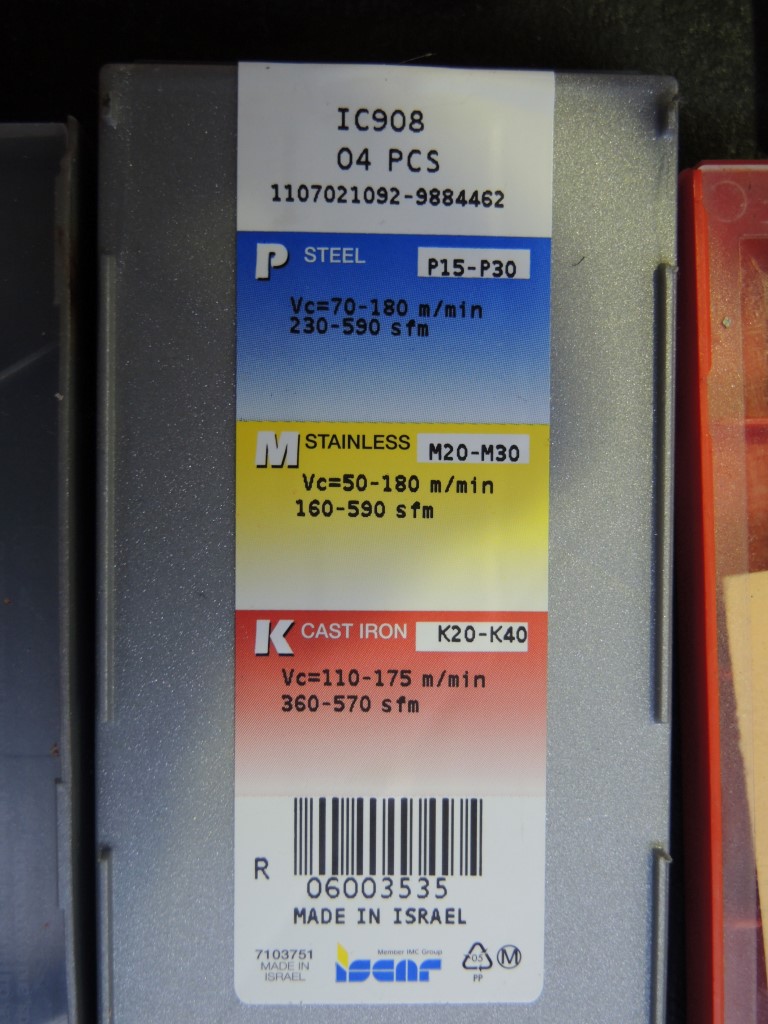 IC908
04 PCS
1107021092-9884462
P STEEL P15-P30
Vc=70-180 m/min
230-590 sfm
M STAINLESS M20-M30
Vc=50-180 m/min
160-590 sfm
K CAST IRON K20-K40
Vc=110-175 m/min
360-570 sfm
R
06003535
MADE IN ISRAEL
7103751
MADE IN
ISRAEL
Member IMC Group
iscar
05
PP
M